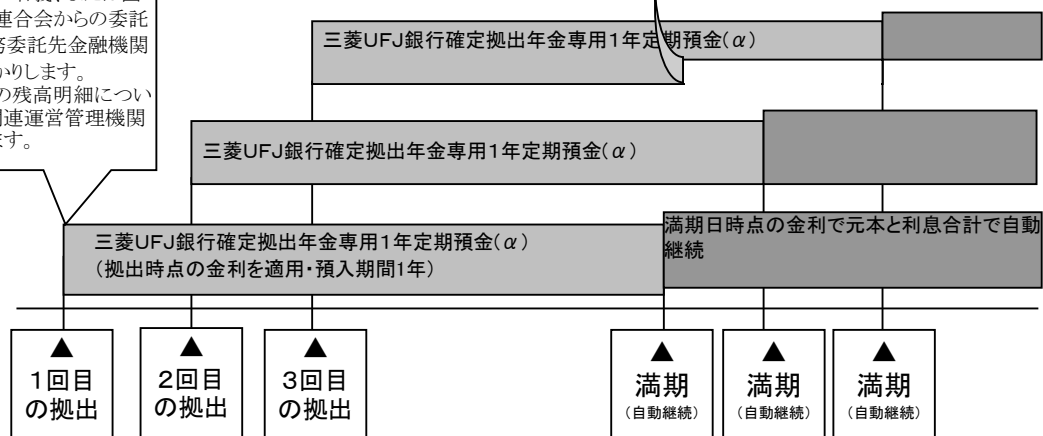 連合会からの委託
務委託先金融機関
かりします。
の残高明細につい
関連運営管理機関
ます。
三菱UFJ銀行確定拠出年金専用1年定期預金(α)
三菱UFJ銀行確定拠出年金専用1年定期預金(α)
三菱UFJ銀行確定拠出年金専用1年定期預金(α)
(拠出時点の金利を適用・預入期間1年)
満期日時点の金利で元本と利息合計で自動
継続
▲
1回目
の拠出
▲
2回目
の拠出
▲
3回目
の拠出
▲
満期
(自動継続)
▲
満期
(自動継続)
▲
満期
(自動継続)